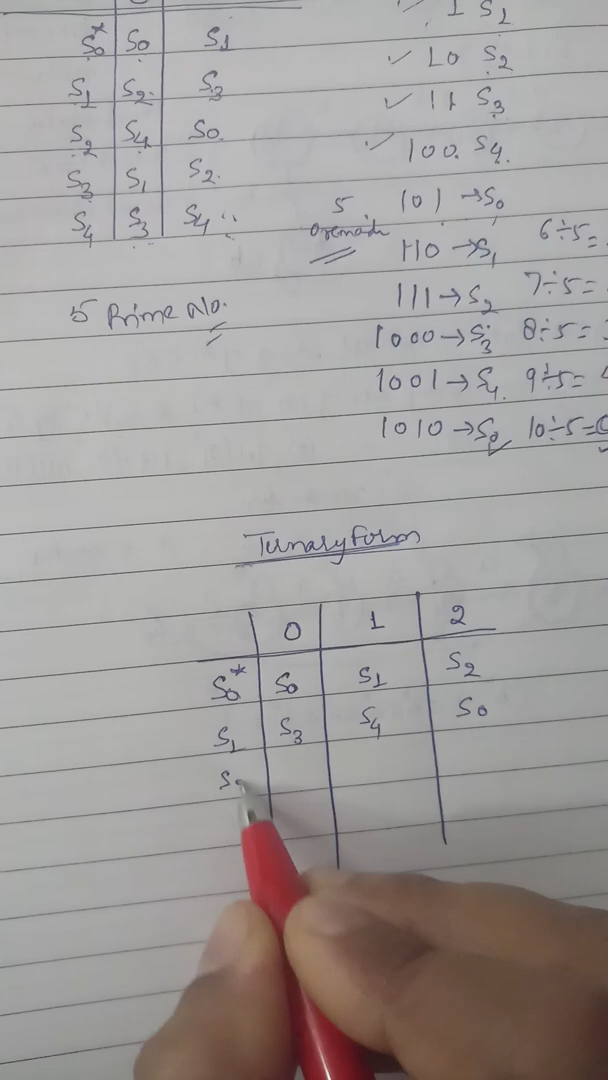 1 S1
S0* S0 S1
✓ 10 S2
S1 S2 S3
✓ 11 S3
S2 S4 S0
✓ 100 S4
S3 S1 S2
5
101 → S0
S4 S3 S4
110 → S1 6÷5=
5 Prime No.
111 → S2 7÷5=
1000 → S3 8÷5=
1001 → S4 9÷5=
1010 → S0 10÷5=0
Ternary Form
0 1 2
S0* S0 S1 S2
S1 S3 S4 S0